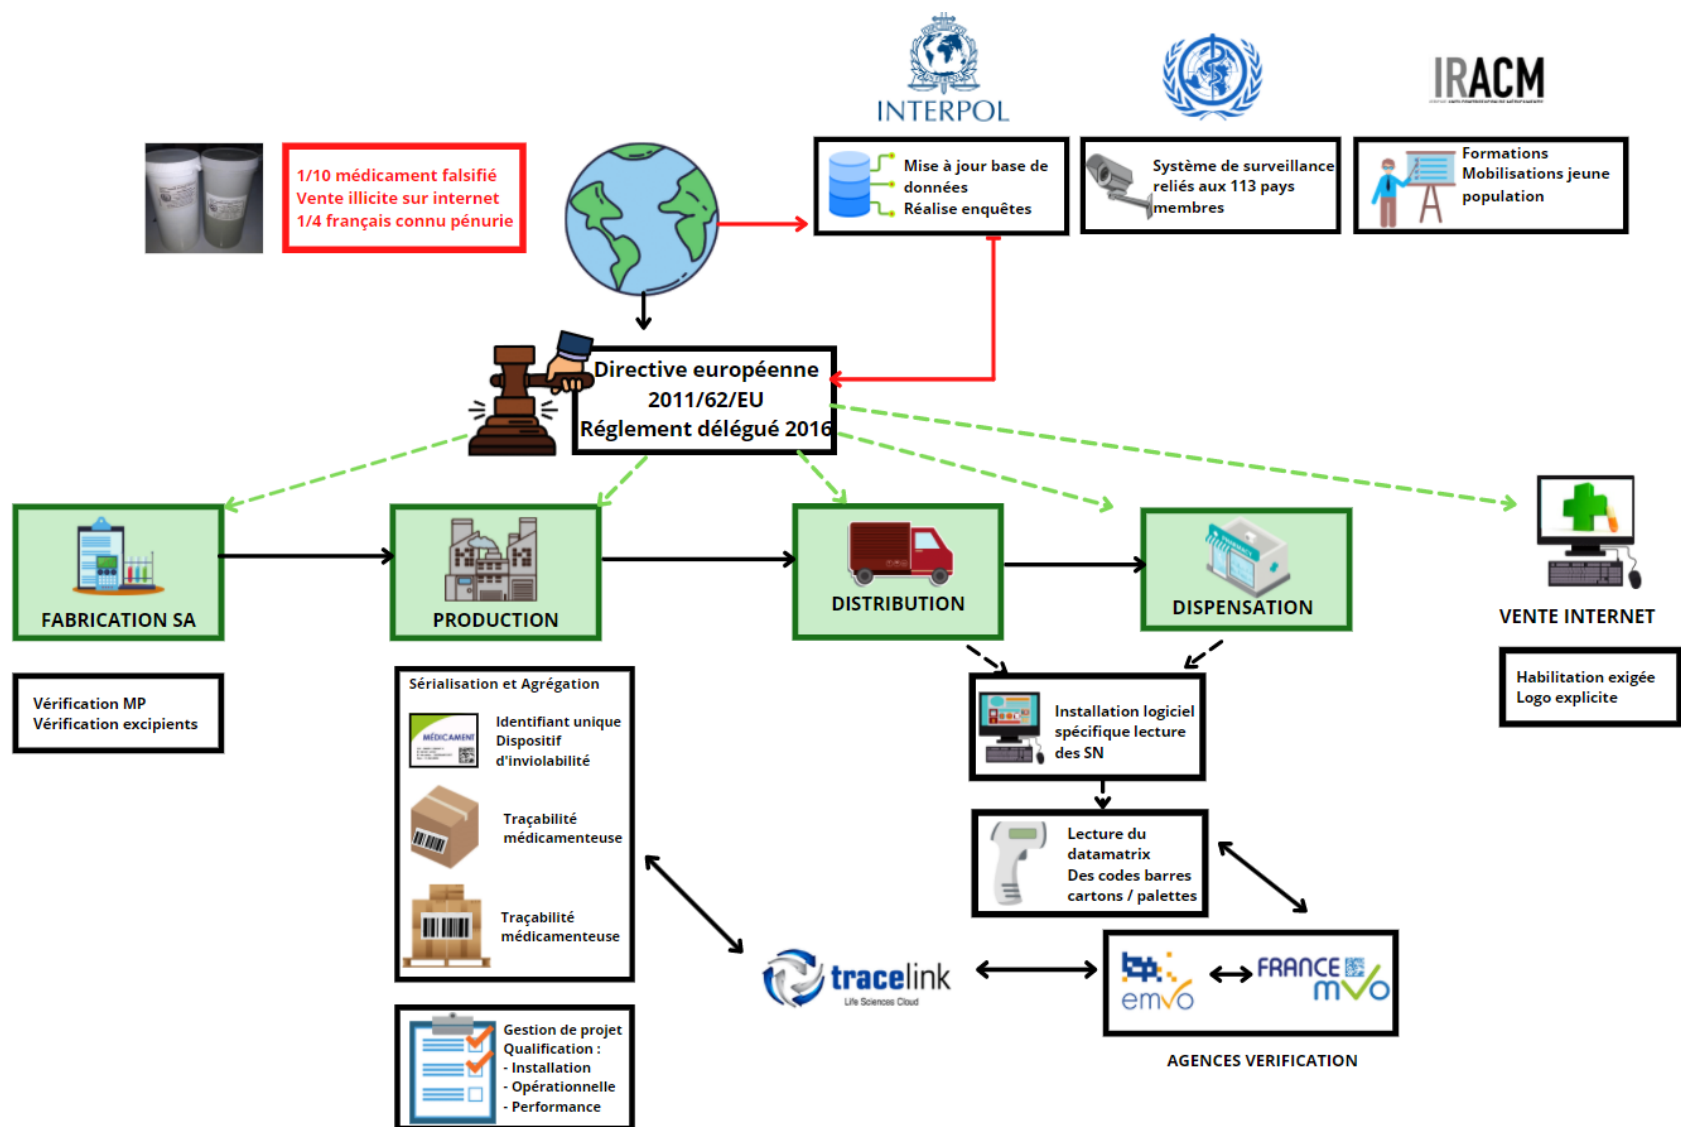 INTERPOL
IRACM
1/10 médicament falsifié
Vente illicite sur internet
1/4 français connu pénurie
Mise à jour base de
données
Réalise enquêtes
Système de surveillance
reliés aux 113 pays
membres
Formations
Mobilisations jeune
population
Directive européenne
2011/62/EU
Réglement délégué 2016
FABRICATION SA
PRODUCTION
DISTRIBUTION
PHARMACY
DISPENSATION
VENTE INTERNET
Vérification MP
Vérification excipients
Sérialisation et Agrégation
MÉDICAMENT
Identifiant unique
Dispositif
d'inviolabilité
Traçabilité
médicamenteuse
Traçabilité
médicamenteuse
Gestion de projet
Qualification :
- Installation
- Opérationnelle
- Performance
Installation logiciel
spécifique lecture
des SN
Lecture du
datamatrix
Des codes barres
cartons / palettes
Habilitation exigée
Logo explicite
tracelink
Life Sciences Cloud
emvo
FRANCE
mvo
AGENCES VERIFICATION